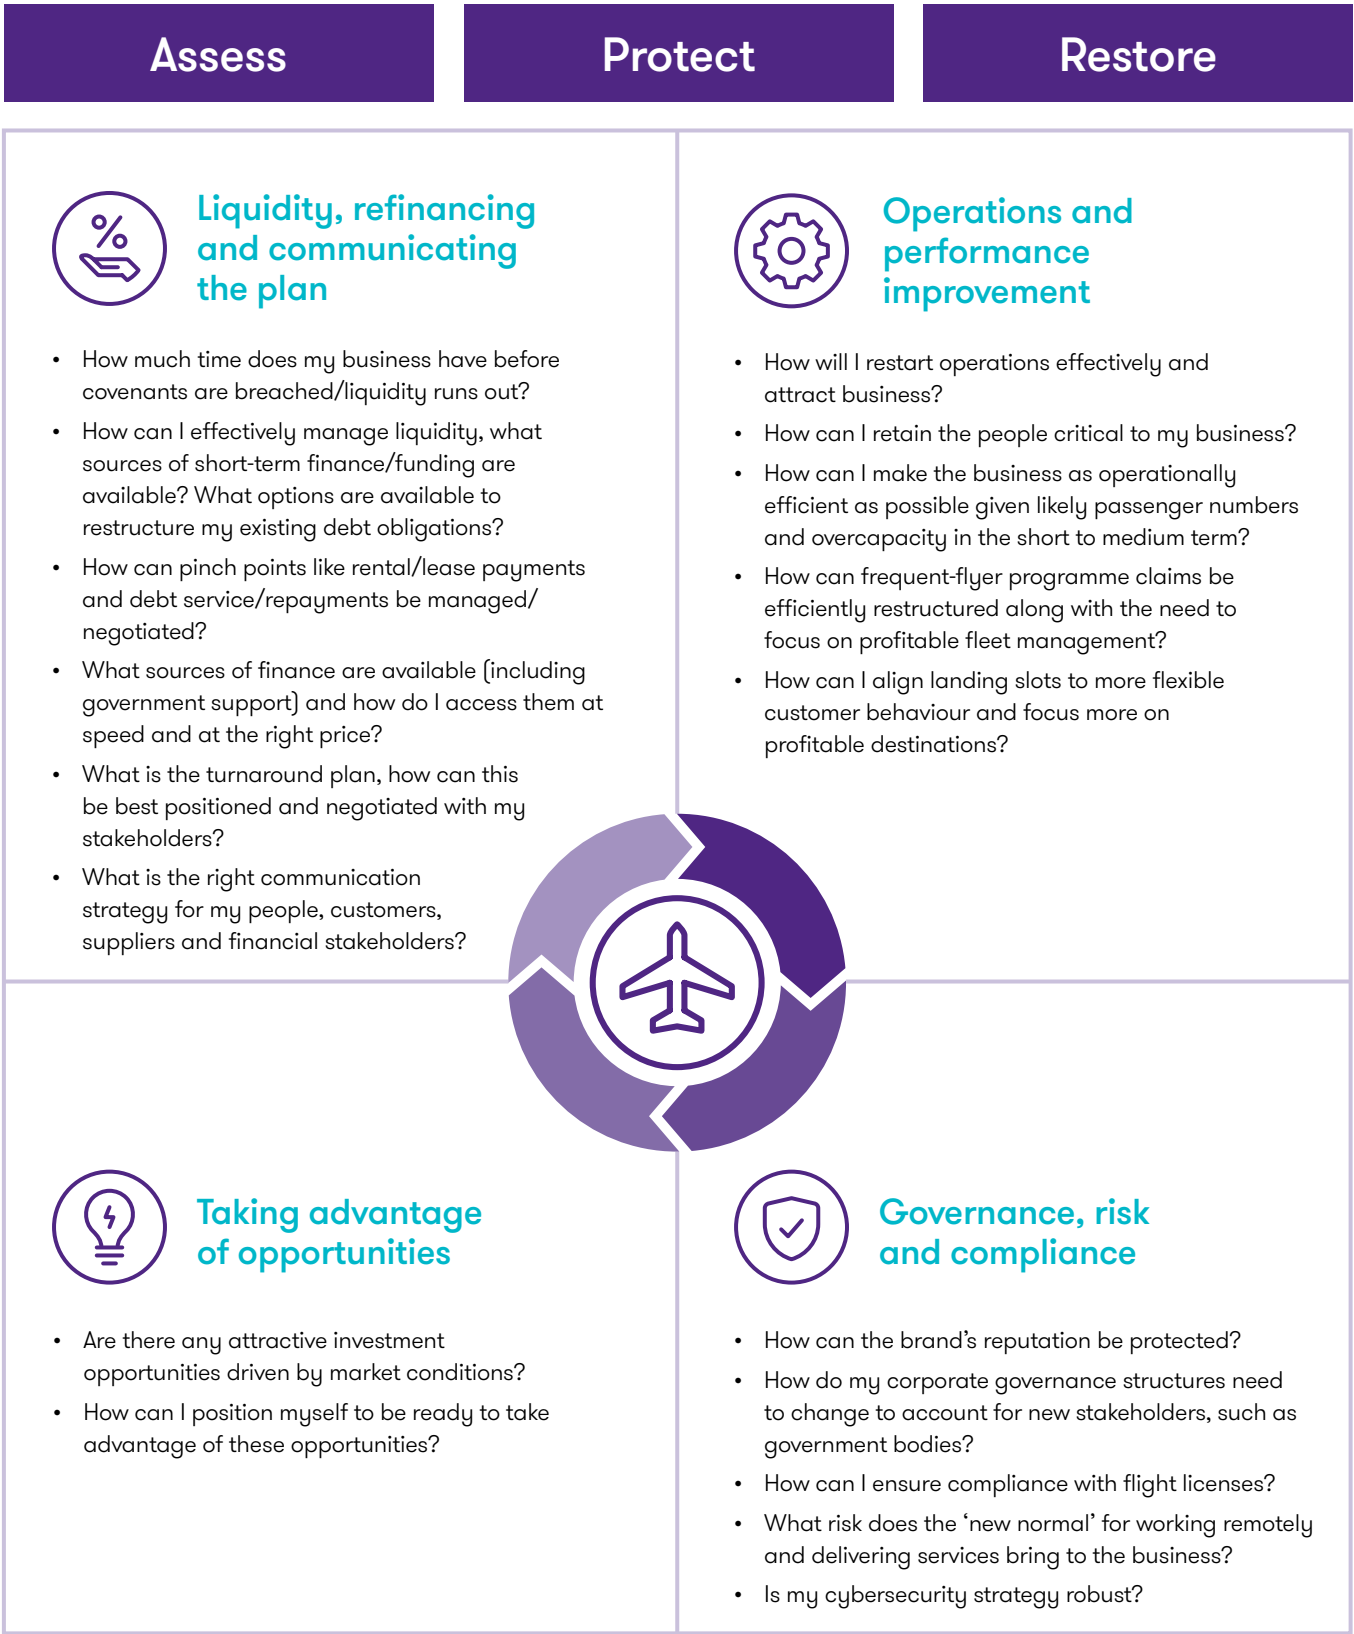 Assess
Protect
Restore
Liquidity, refinancing
and communicating
the plan
• How much time does my business have before
covenants are breached/liquidity runs out?
• How can I effectively manage liquidity, what
sources of short-term finance/funding are
available? What options are available to
restructure my existing debt obligations?
• How can pinch points like rental/lease payments
and debt service/repayments be managed/
negotiated?
• What sources of finance are available (including
government support) and how do I access them at
speed and at the right price?
• What is the turnaround plan, how can this
be best positioned and negotiated with my
stakeholders?
• What is the right communication
strategy for my people, customers,
suppliers and financial stakeholders?
Operations and
performance
improvement
• How will I restart operations effectively and
attract business?
• How can I retain the people critical to my business?
• How can I make the business as operationally
efficient as possible given likely passenger numbers
and overcapacity in the short to medium term?
• How can frequent-flyer programme claims be
efficiently restructured along with the need to
focus on profitable fleet management?
• How can I align landing slots to more flexible
customer behaviour and focus more on
profitable destinations?
Taking advantage
of opportunities
• Are there any attractive investment
opportunities driven by market conditions?
• How can I position myself to be ready to take
advantage of these opportunities?
Governance, risk
and compliance
• How can the brand’s reputation be protected?
• How do my corporate governance structures need
to change to account for new stakeholders, such as
government bodies?
• How can I ensure compliance with flight licenses?
• What risk does the ‘new normal’ for working remotely
and delivering services bring to the business?
• Is my cybersecurity strategy robust?